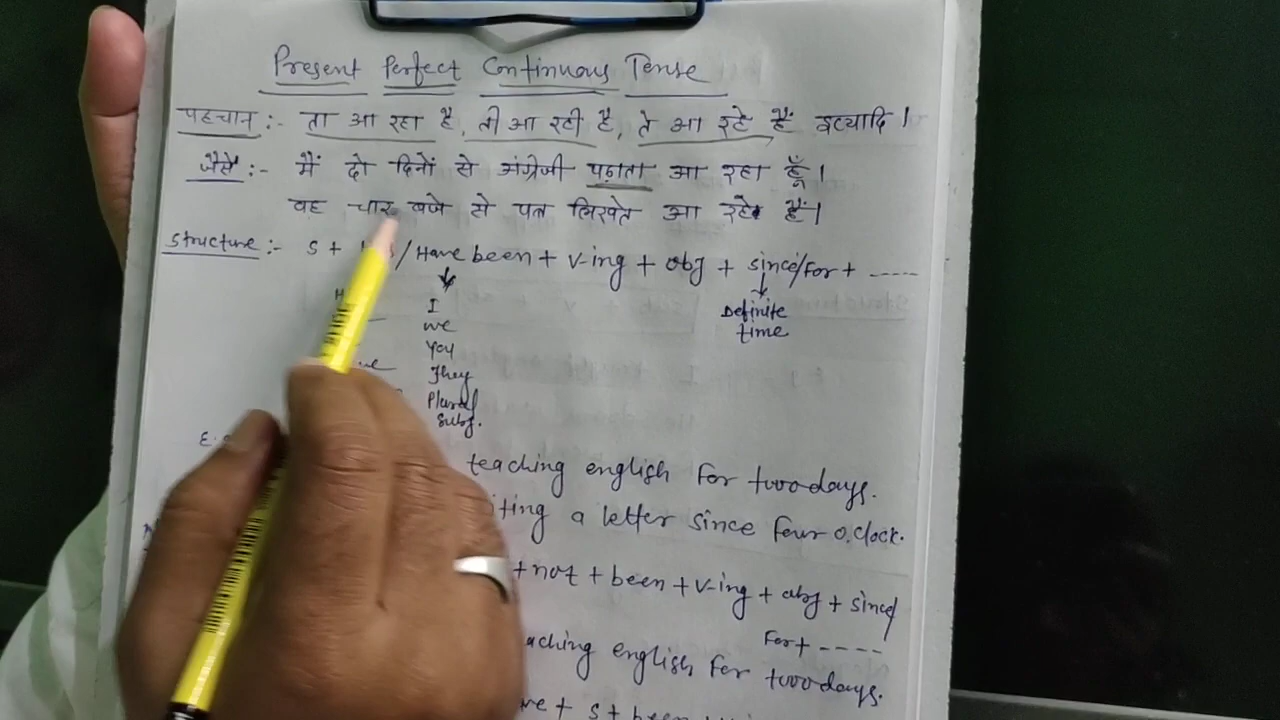 Present Perfect Continuous Tense
पहचान :- ता आ रहा है, ती आ रही है, ते आ रहे हैं इत्यादि।
जैसे :- मैं दो दिनों से अंग्रेजी पढ़ाता आ रहा हूँ।
वह चार बजे से पत्र लिखते आ रहे हैं।
Structure :- S + /Have been + V-ing + obj + since/For + ----
I
we
You
They
Plural
Subj.
Definite
time
teaching english For two days.
a letter since Four O.clock.
+ not + been + V-ing + obj + since/
For + ----
english For two days.
+ S + been